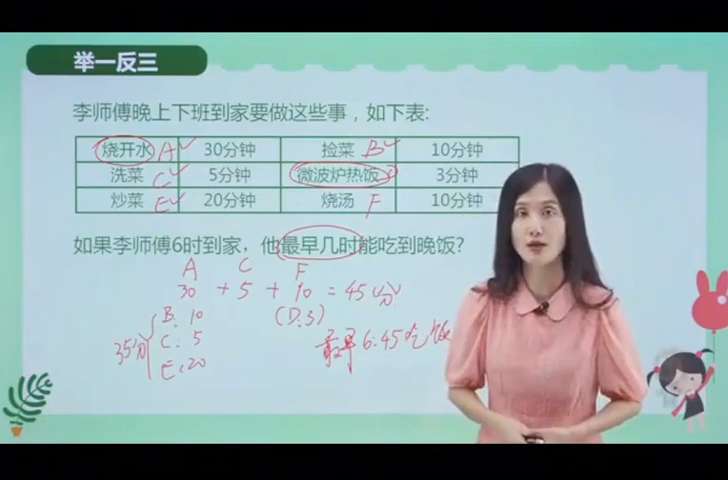 举一反三
李师傅晚上下班到家要做这些事，如下表:
烧开水 A✓ 30分钟 捡菜 B✓ 10分钟
洗菜 C✓ 5分钟 微波炉热饭 D 3分钟
炒菜 E✓ 20分钟 烧汤 F 10分钟
如果李师傅6时到家，他最早几时能吃到晚饭?
A C F
30 + 5 + 10 = 45(分)
35分 B. 10 (D.3)
C. 5 最早6:45吃饭
E. 20